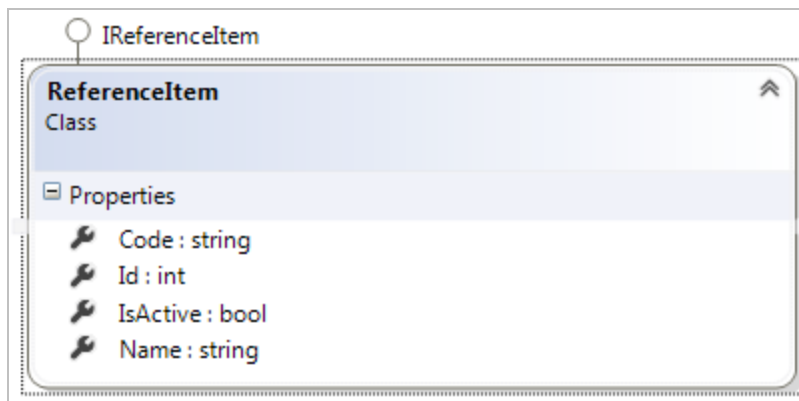 IReferenceItem
ReferenceItem
Class
Properties
Code : string
Id : int
IsActive : bool
Name : string